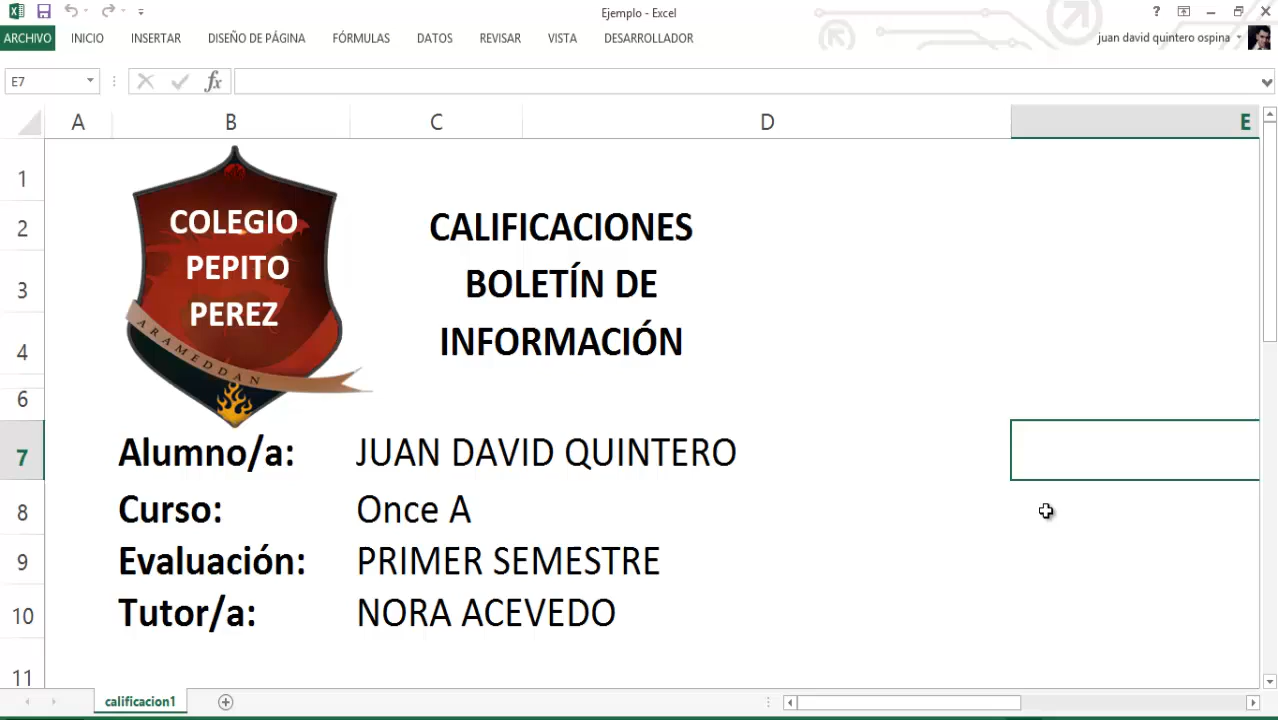 Ejemplo - Excel
?
ARCHIVO INICIO INSERTAR DISEÑO DE PÁGINA FÓRMULAS DATOS REVISAR VISTA DESARROLLADOR juan david quintero ospina
E7 fx
A B C D E
1
2
3
4
6
7
8
9
10
11
COLEGIO
PEPITO
PEREZ
ARAMEDDAN
CALIFICACIONES
BOLETÍN DE
INFORMACIÓN
Alumno/a: JUAN DAVID QUINTERO
Curso: Once A
Evaluación: PRIMER SEMESTRE
Tutor/a: NORA ACEVEDO
calificacion1